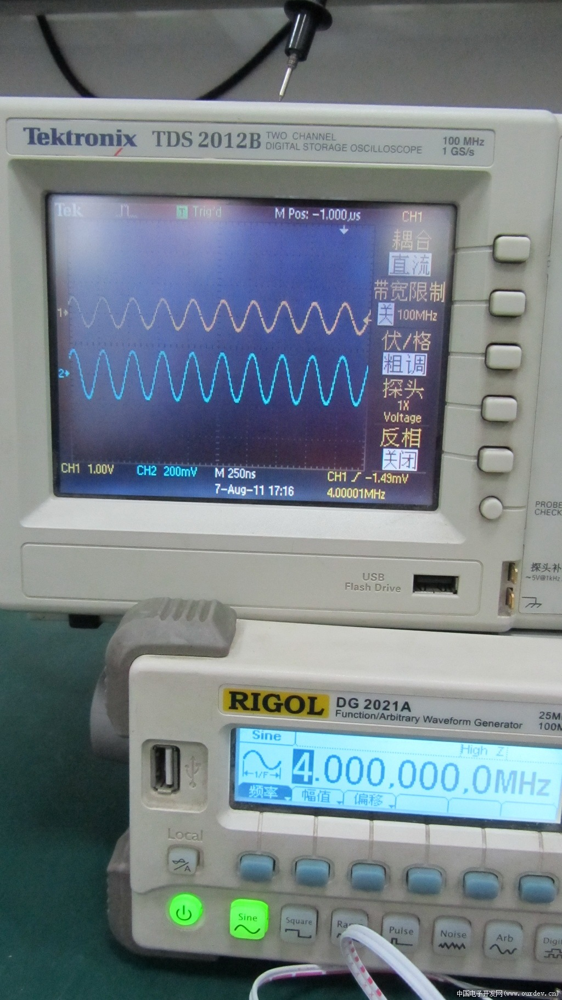 Tektronix TDS 2012B TWO CHANNEL DIGITAL STORAGE OSCILLOSCOPE 100 MHz 1 GS/s
Tek T Trig'd M Pos: -1.000µs CH1
耦合
直流
带宽限制
关 100MHz
伏/格
粗调
探头
1X
Voltage
反相
关闭
1
2
CH1 1.00V CH2 200mV M 250ns CH1 -1.49mV
7-Aug-11 17:16 4.00001MHz
PROBE
CHECK
探头补
~5V@1kHz
USB
Flash Drive
RIGOL DG 2021A
Function/Arbitrary Waveform Generator
25M
100M
Sine
High Z
1/F
4.000,000,0MHz
频率 幅值 偏移
Local
A
Sine Square Ra Pulse Noise Arb Digi
中国电子开发网(www.ourdev.cn)